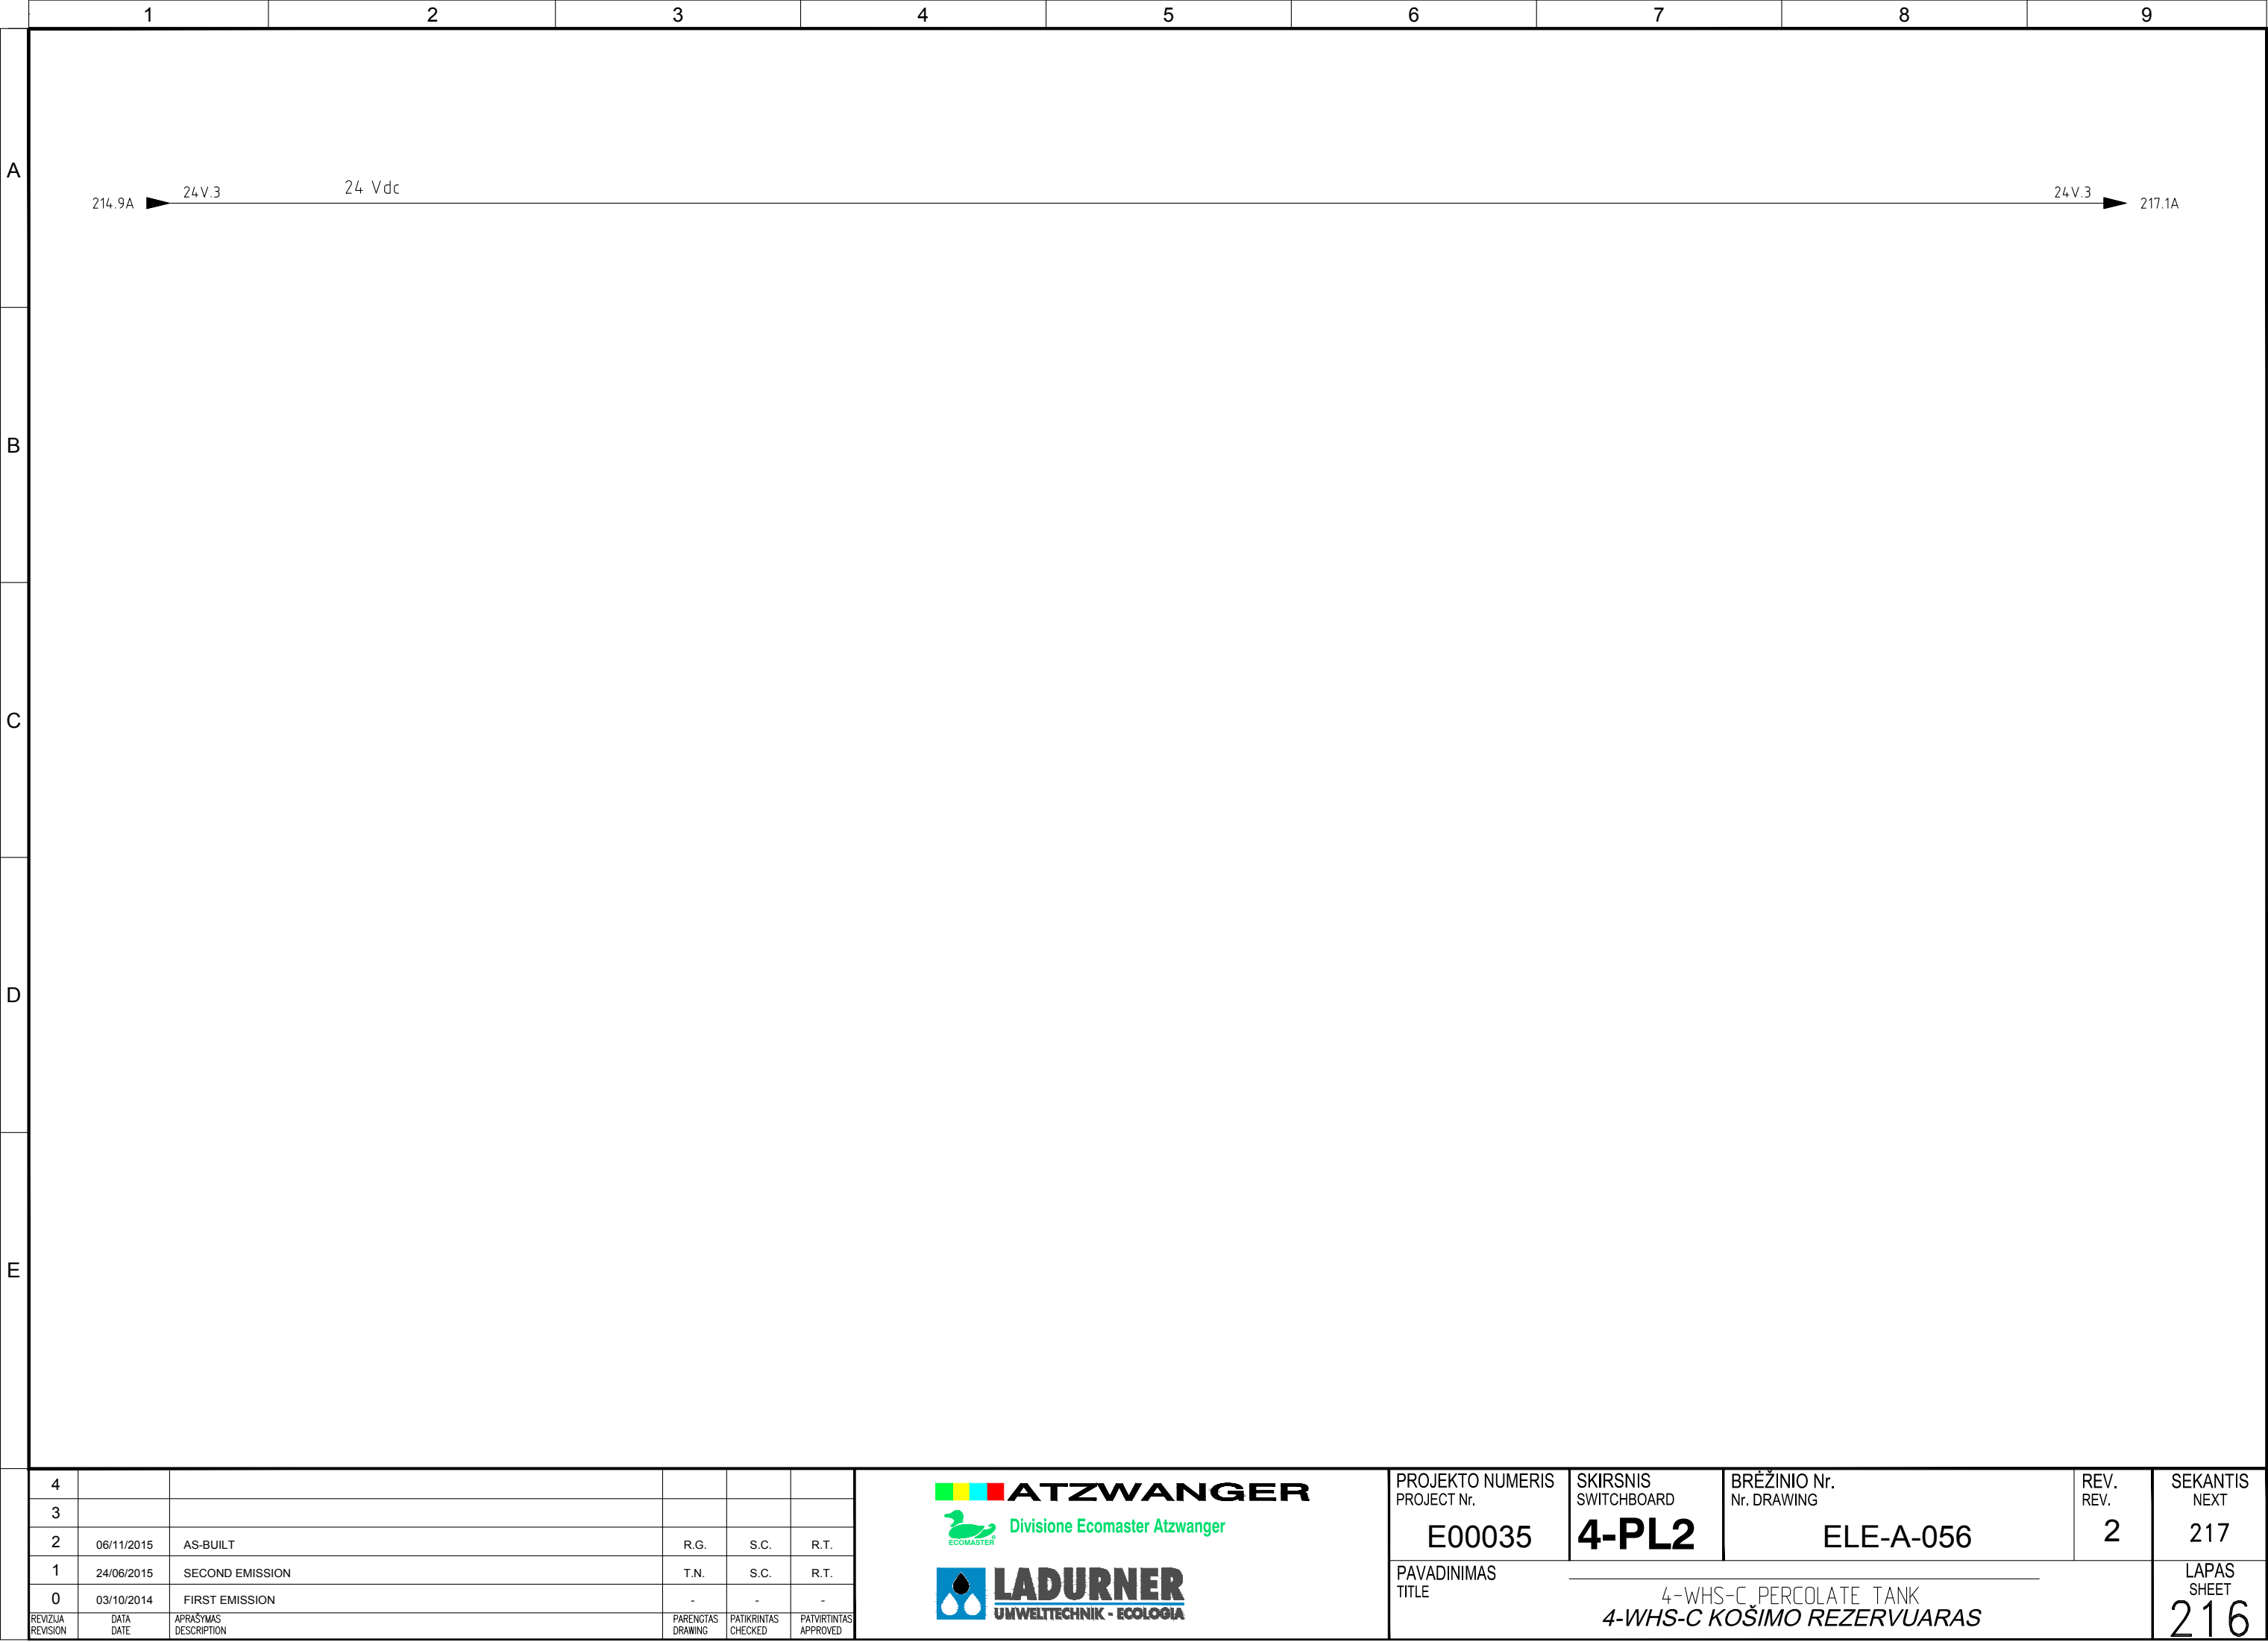 1 2 3 4 5 6 7 8 9
A
24V.3 24 Vdc 24V.3
214.9A 217.1A
B
C
D
E
4
3
2 06/11/2015 AS-BUILT R.G. S.C. R.T.
1 24/06/2015 SECOND EMISSION T.N. S.C. R.T.
0 03/10/2014 FIRST EMISSION - - -
REVIZIJA DATA APRAŠYMAS PARENGTAS PATIKRINTAS PATVIRTINTAS
REVISION DATE DESCRIPTION DRAWING CHECKED APPROVED
ATZWANGER
Divisione Ecomaster Atzwanger
ECOMASTER
LADURNER
UMWELTTECHNIK - ECOLOGIA
PROJEKTO NUMERIS
PROJECT Nr.
E00035
SKIRSNIS
SWITCHBOARD
4-PL2
BRĖŽINIO Nr.
Nr. DRAWING
ELE-A-056
REV.
REV.
2
SEKANTIS
NEXT
217
PAVADINIMAS
TITLE
4-WHS-C PERCOLATE TANK
4-WHS-C KOŠIMO REZERVUARAS
LAPAS
SHEET
216